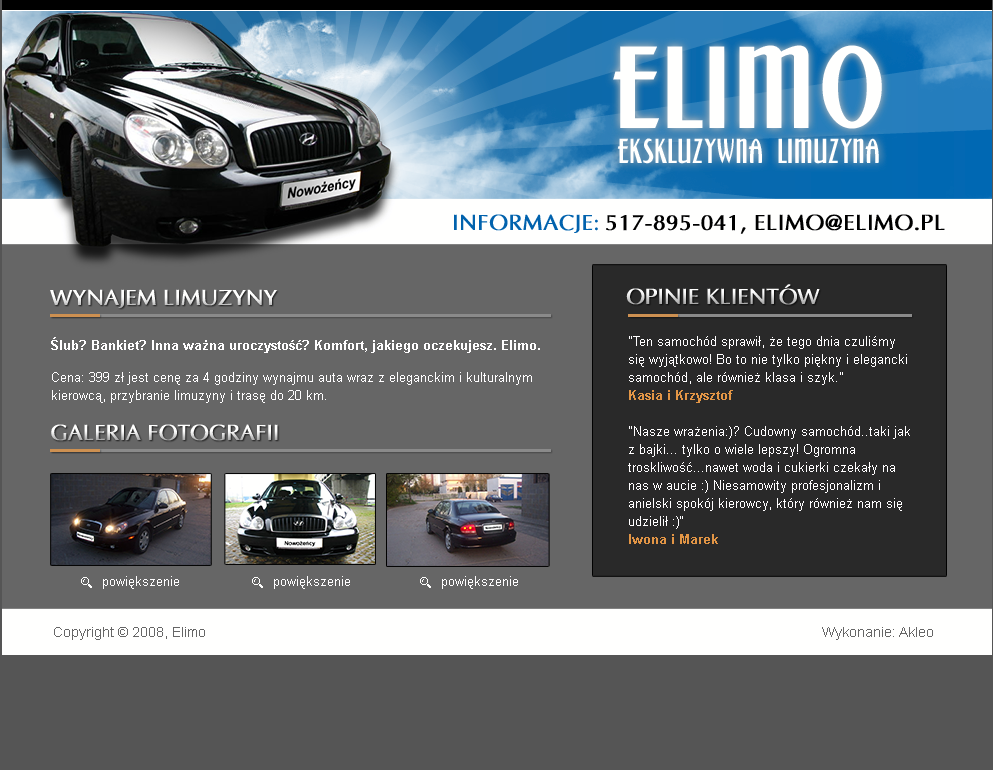 ELIMO
EKSKLUZYWNA LIMUZYNA
Nowożeńcy
INFORMACJE: 517-895-041, ELIMO@ELIMO.PL
WYNAJEM LIMUZYNY
Ślub? Bankiet? Inna ważna uroczystość? Komfort, jakiego oczekujesz. Elimo.
Cena: 399 zł jest cenę za 4 godziny wynajmu auta wraz z eleganckim i kulturalnym
kierowcą, przybranie limuzyny i trasę do 20 km.
GALERIA FOTOGRAFII
Nowożeńcy
powiększenie
powiększenie
powiększenie
OPINIE KLIENTÓW
"Ten samochód sprawił, że tego dnia czuliśmy
się wyjątkowo! Bo to nie tylko piękny i elegancki
samochód, ale również klasa i szyk."
Kasia i Krzysztof
"Nasze wrażenia:)? Cudowny samochód..taki jak
z bajki... tylko o wiele lepszy! Ogromna
troskliwość...nawet woda i cukierki czekały na
nas w aucie :) Niesamowity profesjonalizm i
anielski spokój kierowcy, który również nam się
udzielił :)"
Iwona i Marek
Copyright © 2008, Elimo
Wykonanie: Akleo